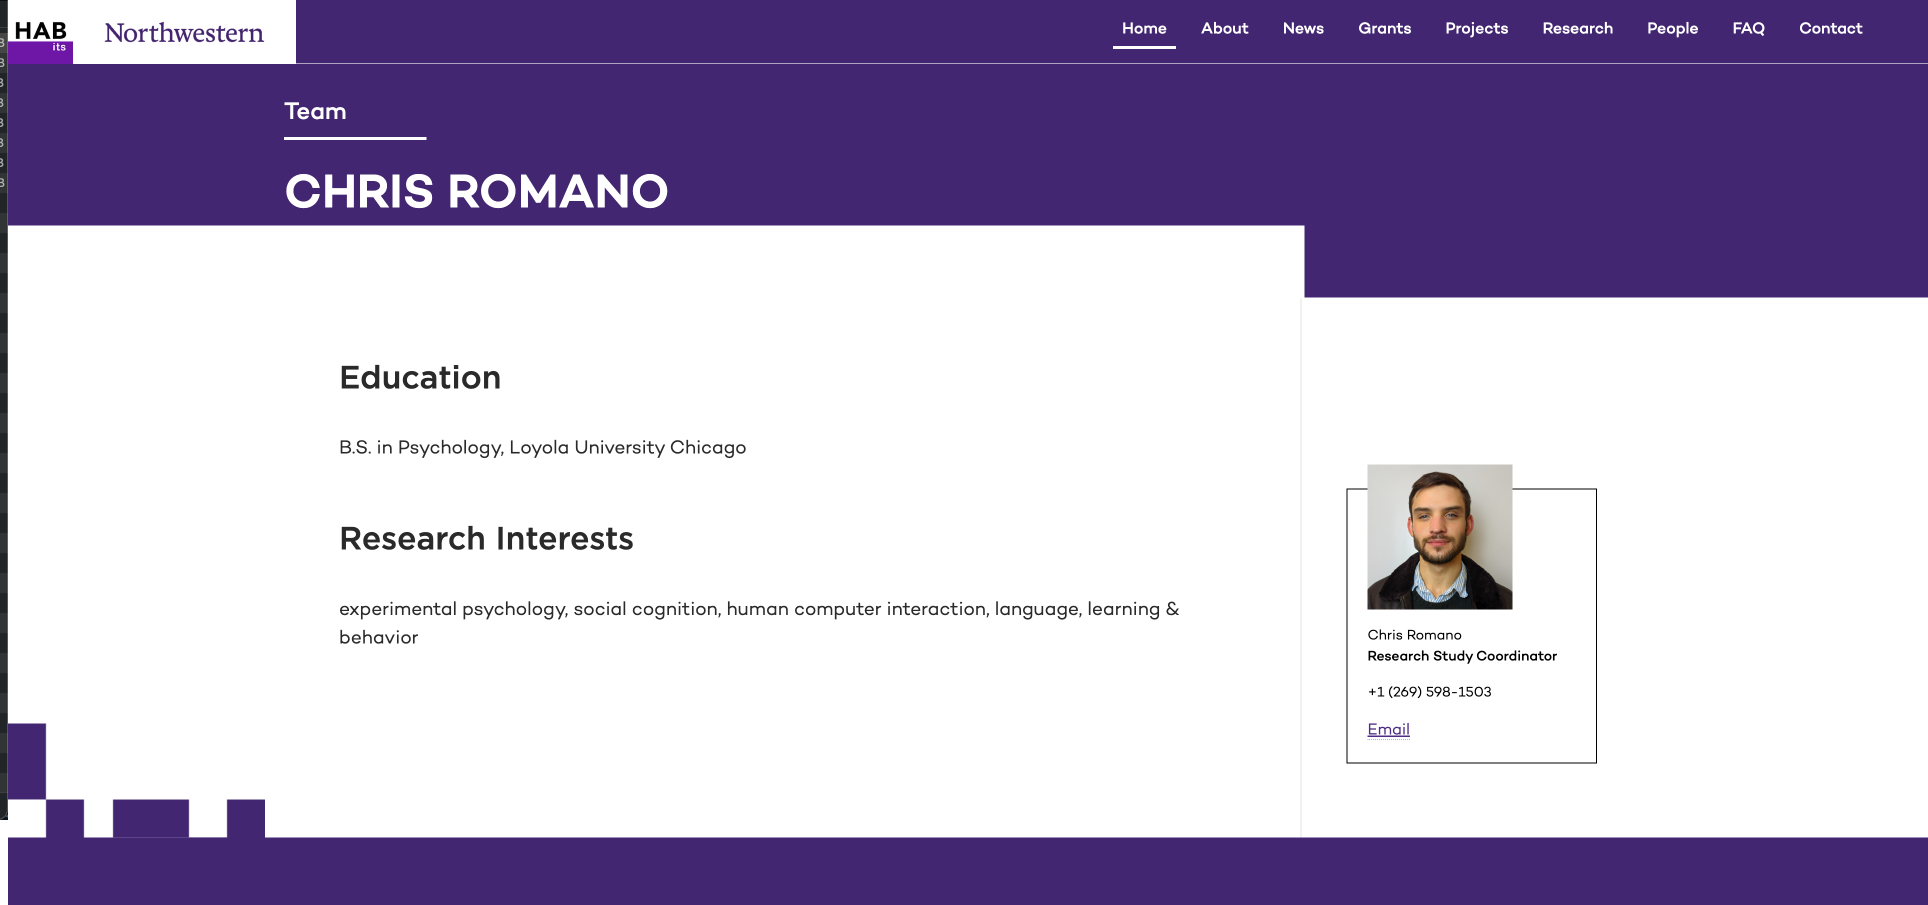 HAB
its
Northwestern
Home About News Grants Projects Research People FAQ Contact
Team
CHRIS ROMANO
Education
B.S. in Psychology, Loyola University Chicago
Research Interests
experimental psychology, social cognition, human computer interaction, language, learning &
behavior
Chris Romano
Research Study Coordinator
+1 (269) 598-1503
Email